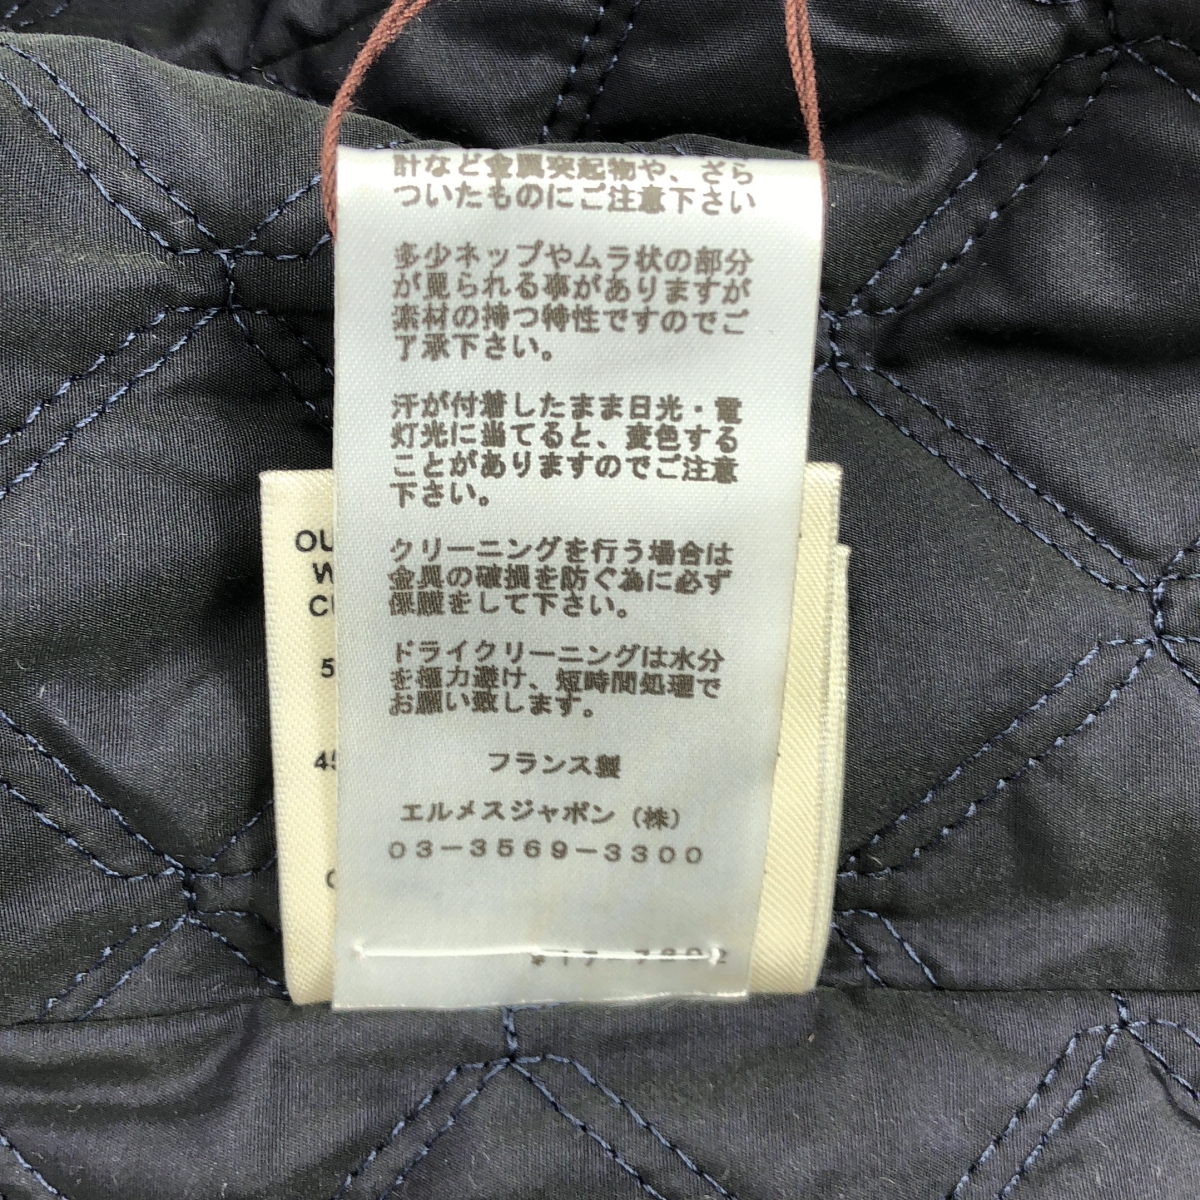 計など金属突起物や、ざら
ついたものにご注意下さい
多少ネップやムラ状の部分
が見られる事がありますが
素材の持つ特性ですのでご
了承下さい。
汗が付着したまま日光・電
灯光に当てると、変色する
ことがありますのでご注意
下さい。
クリーニングを行う場合は
金具の破損を防ぐ為に必ず
保護をして下さい。
ドライクリーニングは水分
を極力避け、短時間処理で
お願い致します。
フランス製
エルメスジャポン（株）
０３－３５６９－３３００
OU
W
5
45